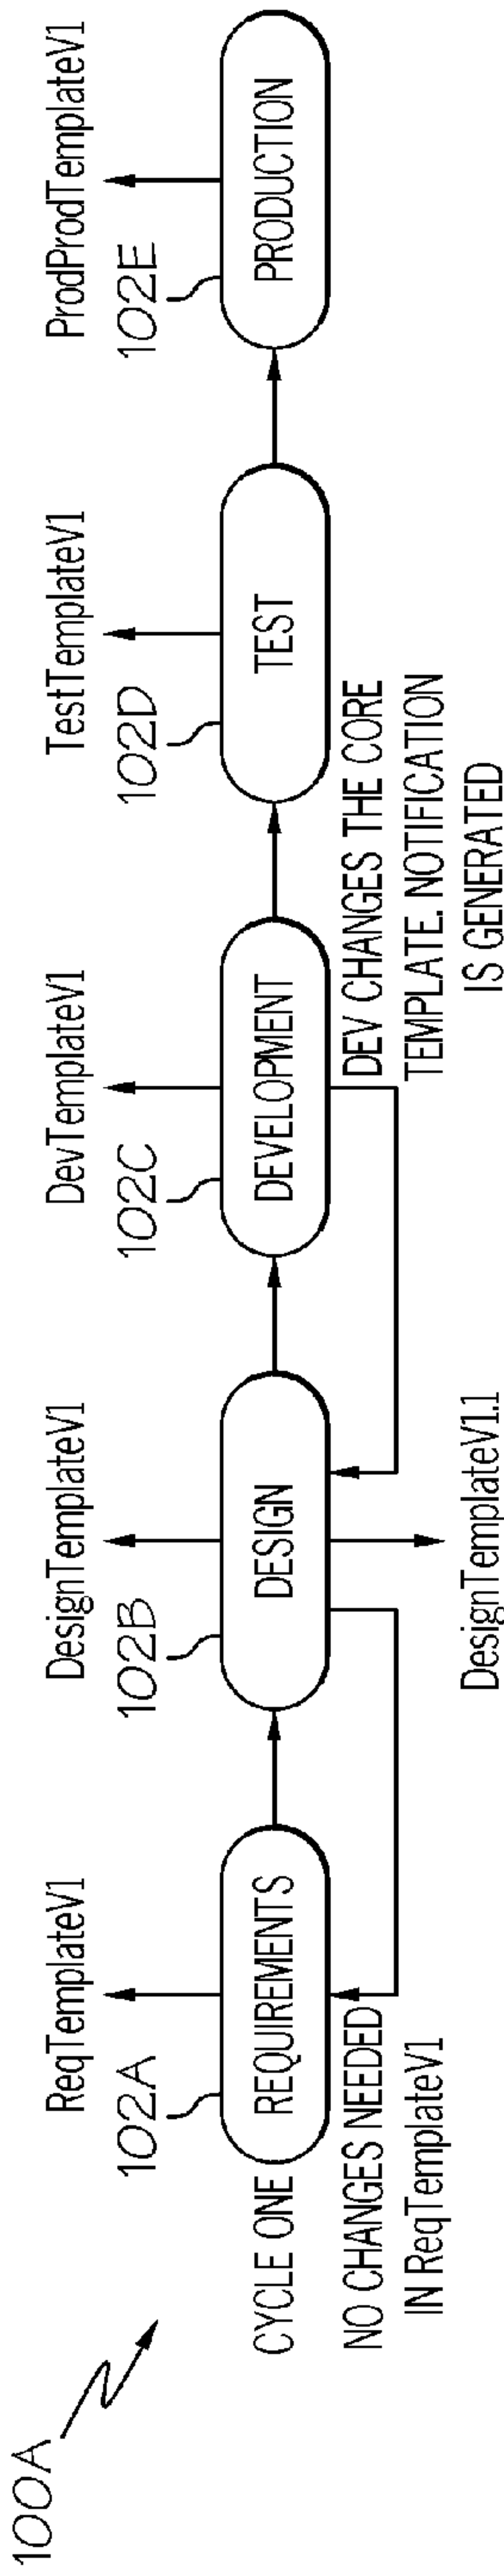 100A
CYCLE ONE
ReqTemplateV1
102A
REQUIREMENTS
NO CHANGES NEEDED
IN ReqTemplateV1
DesignTemplateV1
102B
DESIGN
DesignTemplateV1.1
DevTemplateV1
102C
DEVELOPMENT
DEV CHANGES THE CORE
TEMPLATE. NOTIFICATION
IS GENERATED
TestTemplateV1
102D
TEST
ProdProdTemplateV1
102E
PRODUCTION